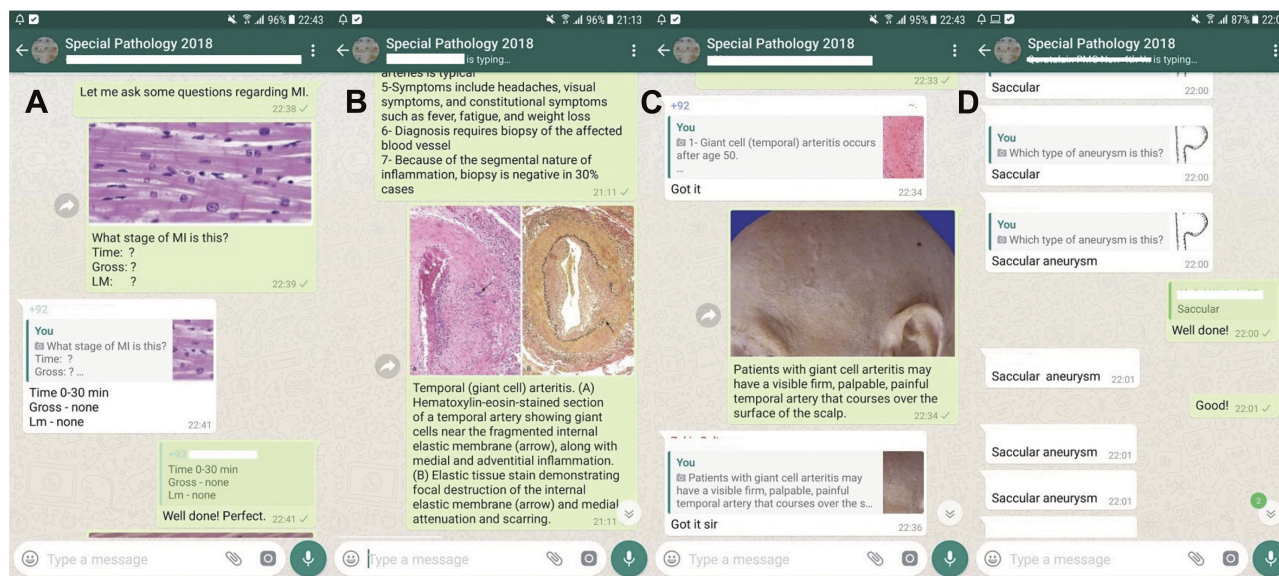 A
96% 22:43
Special Pathology 2018
Let me ask some questions regarding MI.
22:38
What stage of MI is this?
Time: ?
Gross: ?
LM: ?
22:39
+92
You
What stage of MI is this?
Time: ?
Gross: ? ...
Time 0-30 min
Gross - none
Lm - none
22:41
+92
Time 0-30 min
Gross - none
Lm - none
Well done! Perfect. 22:41
Type a message
B
96% 21:13
Special Pathology 2018
is typing...
arteries is typical
5-Symptoms include headaches, visual
symptoms, and constitutional symptoms
such as fever, fatigue, and weight loss
6- Diagnosis requires biopsy of the affected
blood vessel
7- Because of the segmental nature of
inflammation, biopsy is negative in 30%
cases
21:11
A
B
Temporal (giant cell) arteritis. (A)
Hematoxylin-eosin-stained section
of a temporal artery showing giant
cells near the fragmented internal
elastic membrane (arrow), along with
medial and adventitial inflammation.
(B) Elastic tissue stain demonstrating
focal destruction of the internal
elastic membrane (arrow) and medial
attenuation and scarring.
21:11
Type a message
C
95% 22:43
Special Pathology 2018
22:33
+92 ~.
You
1- Giant cell (temporal) arteritis occurs
after age 50.
...
Got it
22:34
Patients with giant cell arteritis may
have a visible firm, palpable, painful
temporal artery that courses over the
surface of the scalp.
22:34
You
Patients with giant cell arteritis may
have a visible firm, palpable, painful
temporal artery that courses over the s...
Got it sir
22:36
Type a message
D
87% 22:0
Special Pathology 2018
is typing...
Saccular
22:00
You
Which type of aneurysm is this?
Saccular
22:00
You
Which type of aneurysm is this?
Saccular aneurysm
22:00
Saccular
Well done! 22:00
Saccular aneurysm 22:01
Good! 22:01
Saccular aneurysm 22:01
Saccular aneurysm 22:01
2
Type a message